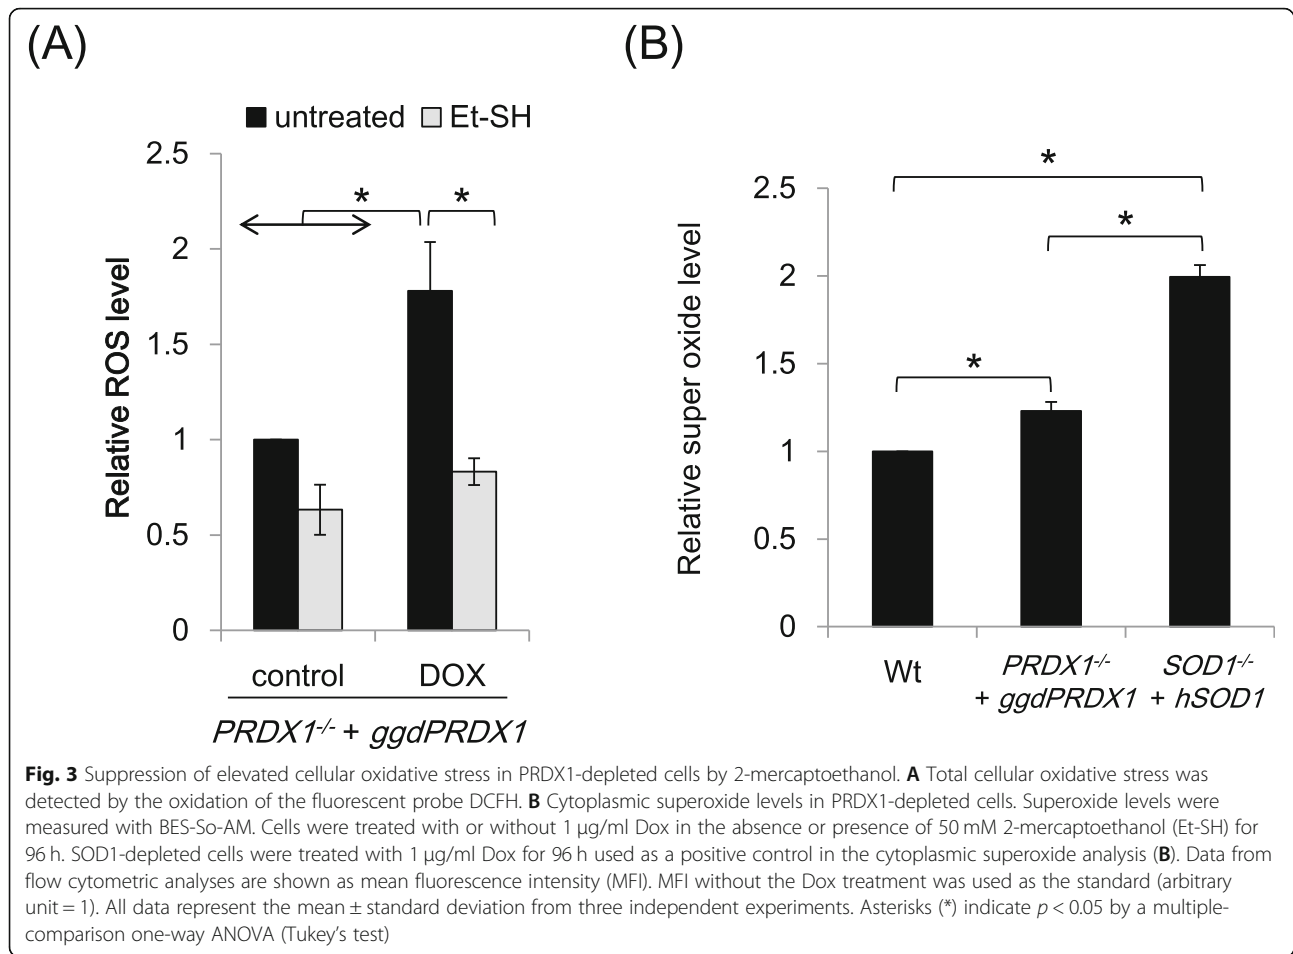 (A)
(B)
untreated Et-SH
2.5
2
1.5
1
0.5
0
Relative ROS level
* *
control DOX
PRDX1-/- + ggdPRDX1
2.5
2
1.5
1
0.5
0
Relative super oxide level
*
*
*
Wt
PRDX1-/-
+ ggdPRDX1
SOD1-/-
+ hSOD1
Fig. 3 Suppression of elevated cellular oxidative stress in PRDX1-depleted cells by 2-mercaptoethanol. A Total cellular oxidative stress was
detected by the oxidation of the fluorescent probe DCFH. B Cytoplasmic superoxide levels in PRDX1-depleted cells. Superoxide levels were
measured with BES-So-AM. Cells were treated with or without 1 μg/ml Dox in the absence or presence of 50 mM 2-mercaptoethanol (Et-SH) for
96 h. SOD1-depleted cells were treated with 1 μg/ml Dox for 96 h used as a positive control in the cytoplasmic superoxide analysis (B). Data from
flow cytometric analyses are shown as mean fluorescence intensity (MFI). MFI without the Dox treatment was used as the standard (arbitrary
unit = 1). All data represent the mean ± standard deviation from three independent experiments. Asterisks (*) indicate p < 0.05 by a multiple-
comparison one-way ANOVA (Tukey's test)